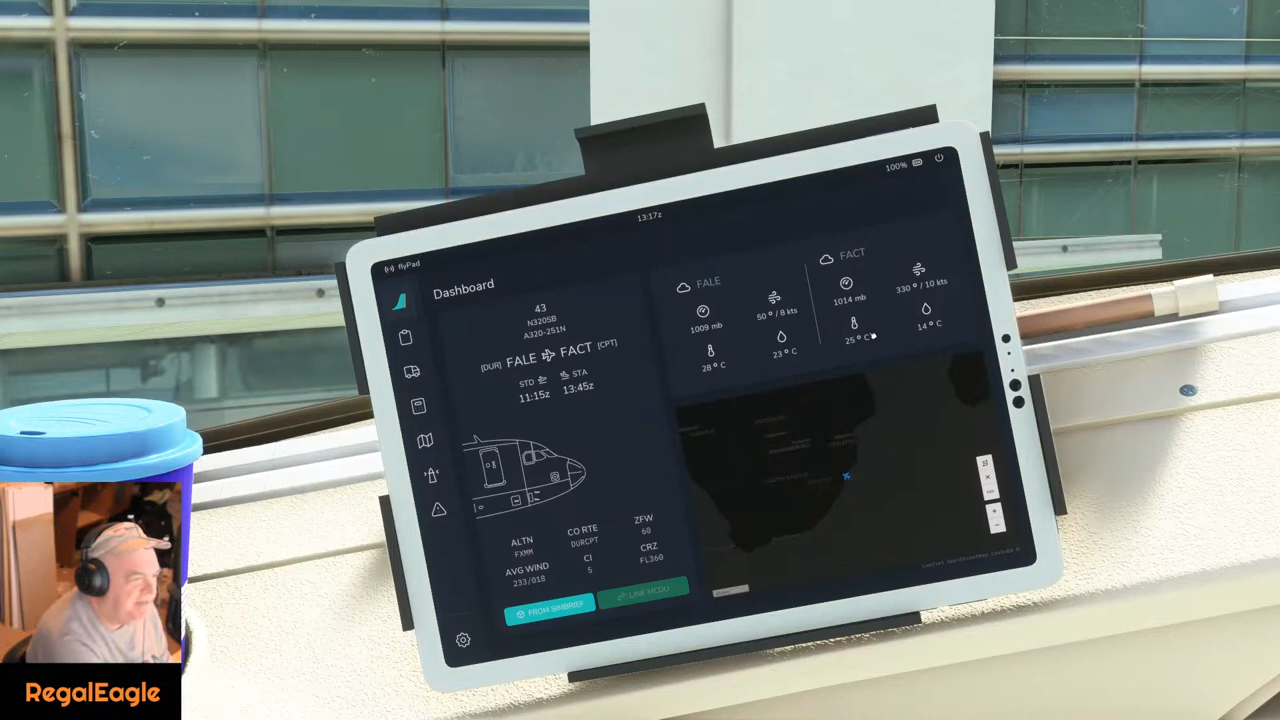 flyPad
13:17z
100%
Dashboard
43
N320SB
A320-251N
[DUR] FALE FACT [CPT]
STD STA
11:15z 13:45z
ALTN
FXMM
CO RTE
DURCPT
ZFW
60
AVG WIND
233/018
CI
5
CRZ
FL360
FROM SIMBRIEF
LINK MCDU
FALE
1009 mb
50 º / 8 kts
28 º C
23 º C
FACT
1014 mb
330 º / 10 kts
25 º C
14 º C
+
−
RegalEagle